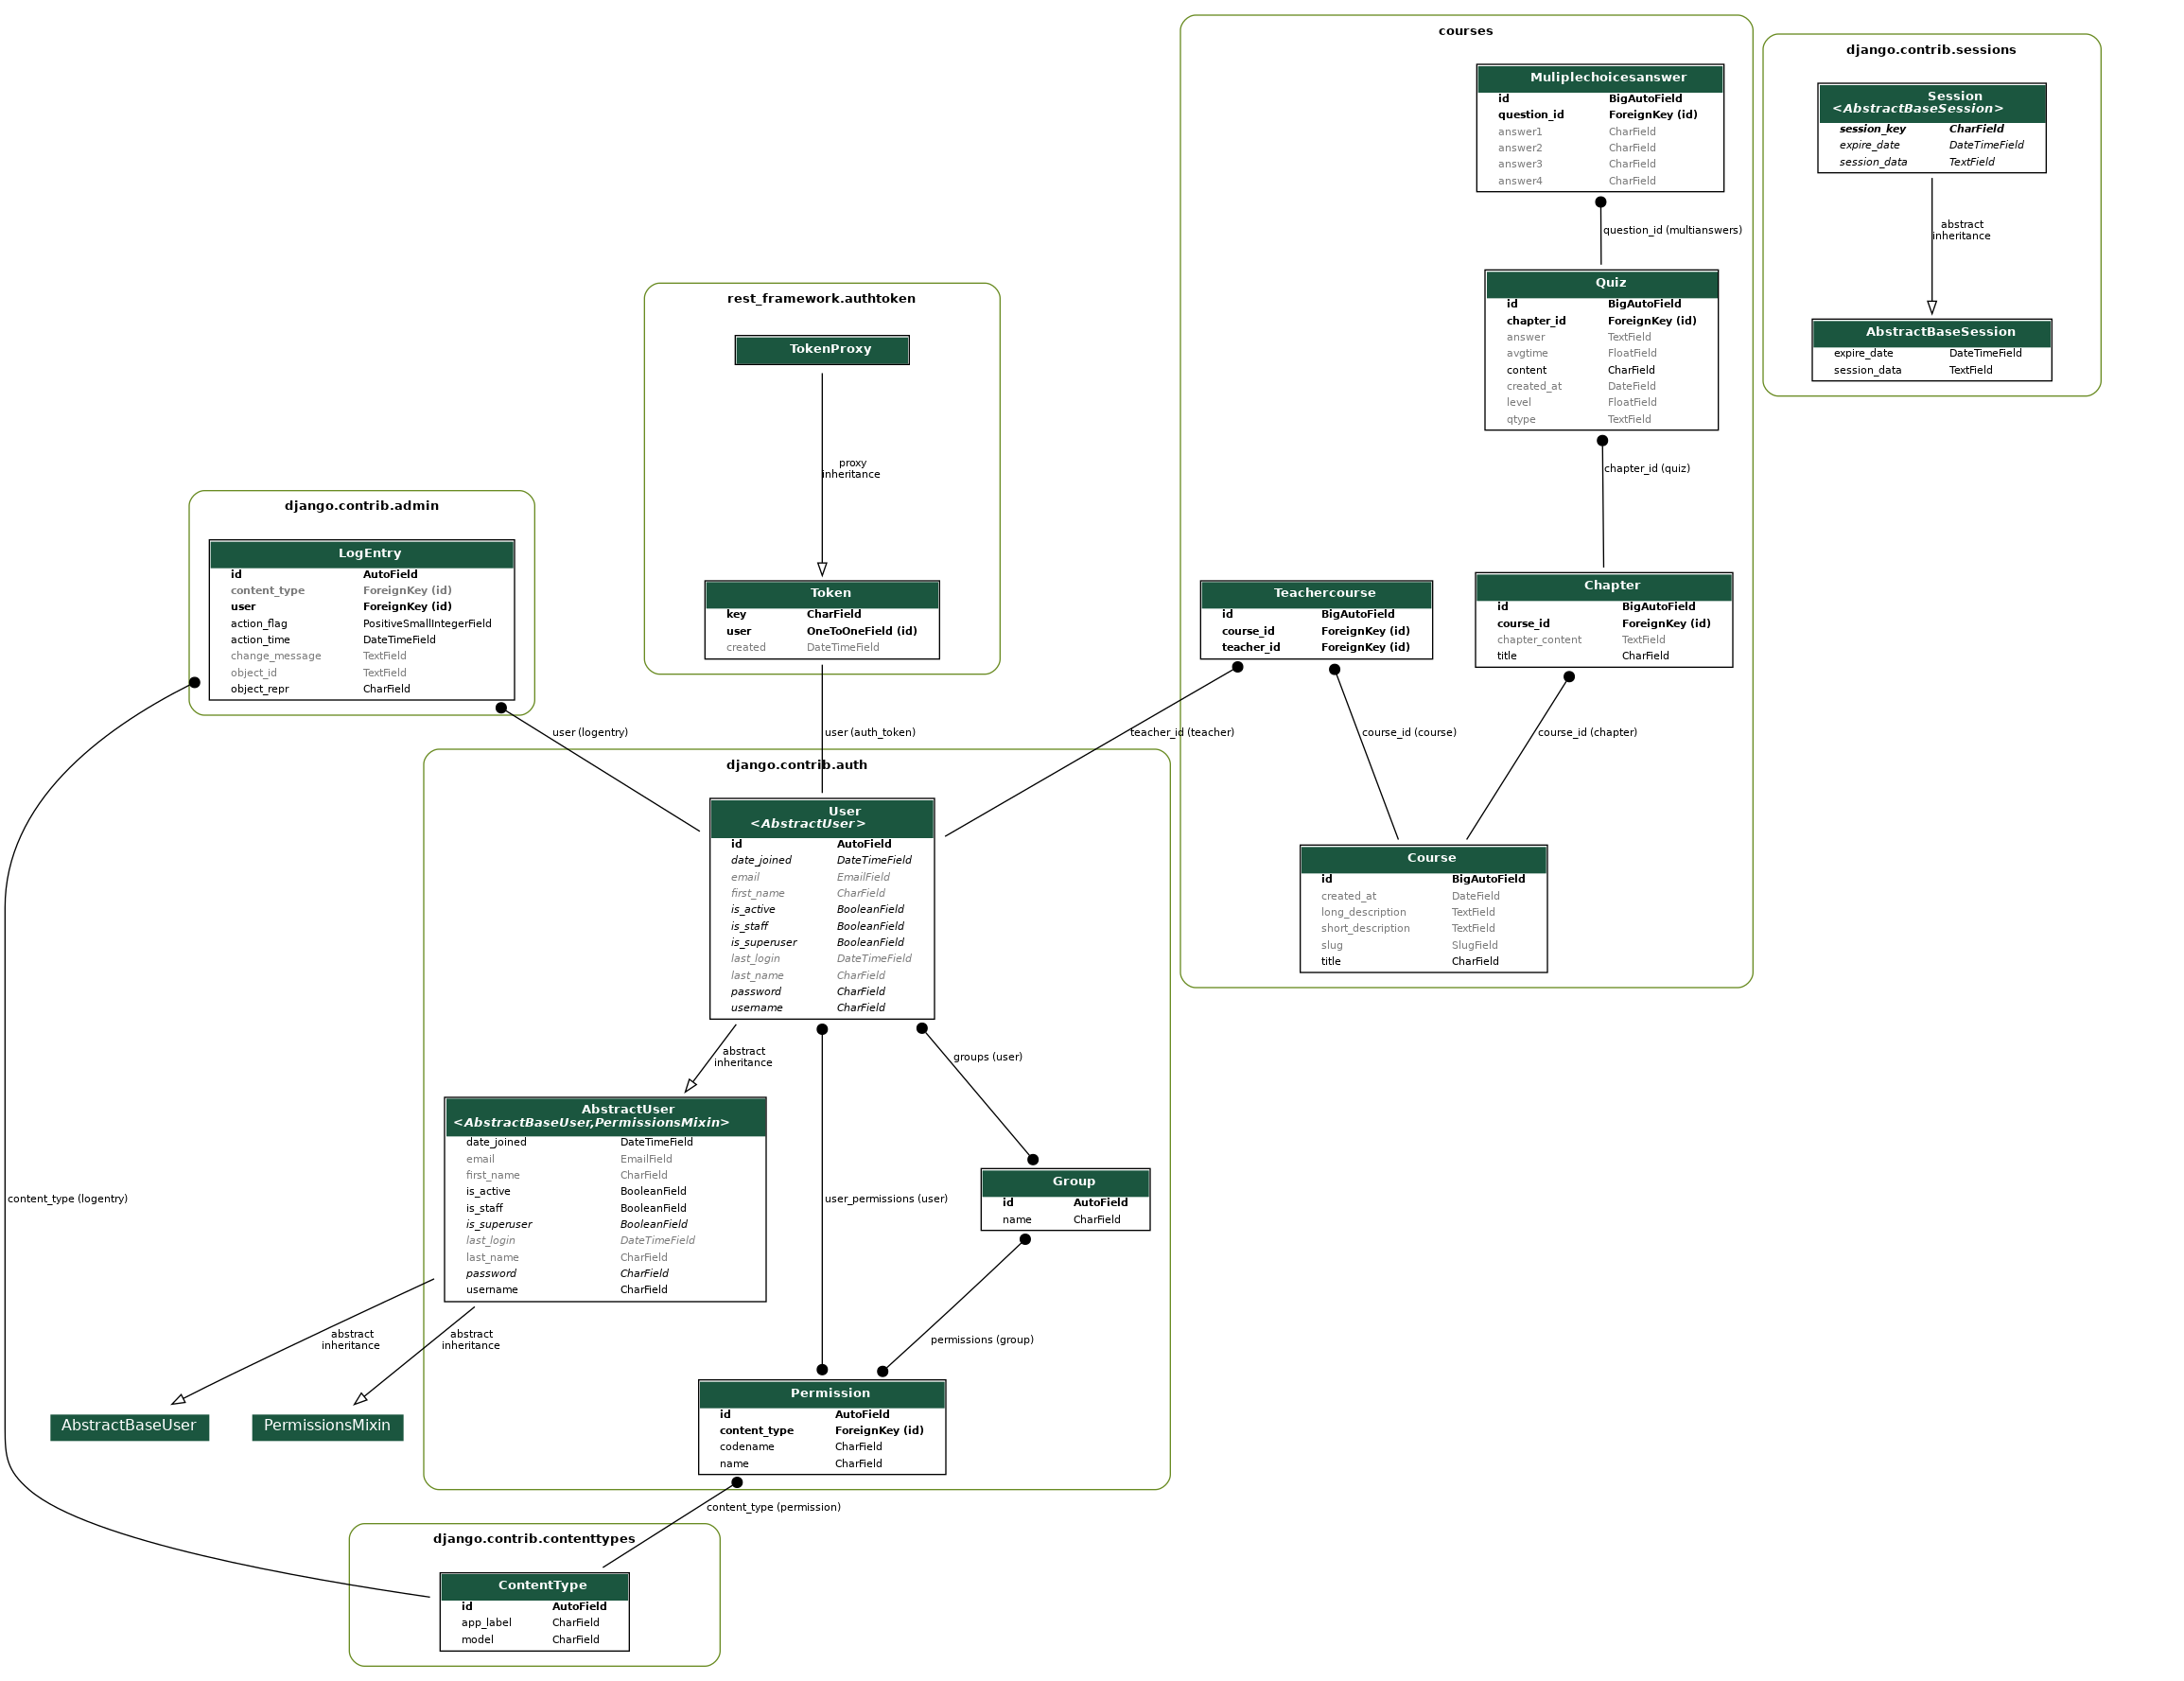 courses
Muliplechoicesanswer
id BigAutoField
question_id ForeignKey (id)
answer1 CharField
answer2 CharField
answer3 CharField
answer4 CharField
question_id (multianswers)
Quiz
id BigAutoField
chapter_id ForeignKey (id)
answer TextField
avgtime FloatField
content CharField
created_at DateField
level FloatField
qtype TextField
chapter_id (quiz)
Teachercourse
id BigAutoField
course_id ForeignKey (id)
teacher_id ForeignKey (id)
Chapter
id BigAutoField
course_id ForeignKey (id)
chapter_content TextField
title CharField
teacher_id (teacher)
course_id (course)
course_id (chapter)
Course
id BigAutoField
created_at DateField
long_description TextField
short_description TextField
slug SlugField
title CharField
django.contrib.sessions
Session
<AbstractBaseSession>
session_key CharField
expire_date DateTimeField
session_data TextField
abstract
inheritance
AbstractBaseSession
expire_date DateTimeField
session_data TextField
rest_framework.authtoken
TokenProxy
proxy
inheritance
Token
key CharField
user OneToOneField (id)
created DateTimeField
user (auth_token)
django.contrib.admin
LogEntry
id AutoField
content_type ForeignKey (id)
user ForeignKey (id)
action_flag PositiveSmallIntegerField
action_time DateTimeField
change_message TextField
object_id TextField
object_repr CharField
user (logentry)
content_type (logentry)
django.contrib.auth
User
<AbstractUser>
id AutoField
date_joined DateTimeField
email EmailField
first_name CharField
is_active BooleanField
is_staff BooleanField
is_superuser BooleanField
last_login DateTimeField
last_name CharField
password CharField
username CharField
abstract
inheritance
groups (user)
AbstractUser
<AbstractBaseUser,PermissionsMixin>
date_joined DateTimeField
email EmailField
first_name CharField
is_active BooleanField
is_staff BooleanField
is_superuser BooleanField
last_login DateTimeField
last_name CharField
password CharField
username CharField
user_permissions (user)
Group
id AutoField
name CharField
permissions (group)
abstract
inheritance
abstract
inheritance
AbstractBaseUser
PermissionsMixin
Permission
id AutoField
content_type ForeignKey (id)
codename CharField
name CharField
content_type (permission)
django.contrib.contenttypes
ContentType
id AutoField
app_label CharField
model CharField